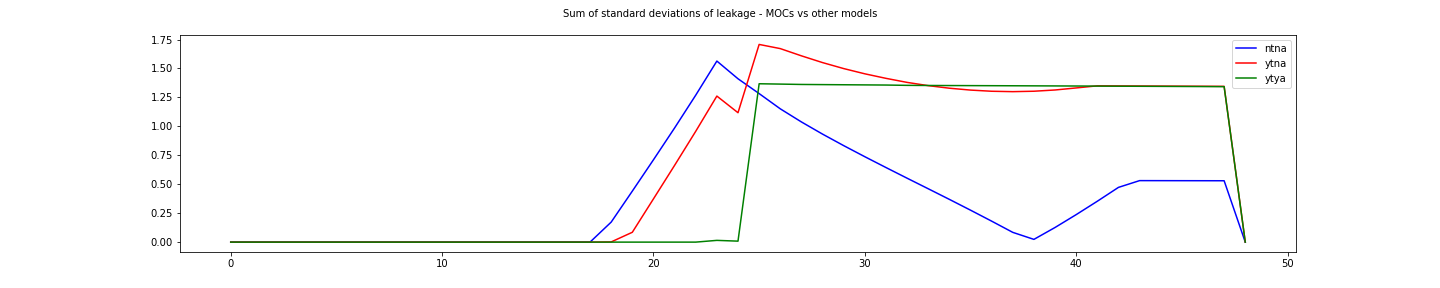 Sum of standard deviations of leakage - MOCs vs other models
1.75
1.50
1.25
1.00
0.75
0.50
0.25
0.00
0 10 20 30 40 50
ntna
ytna
ytya